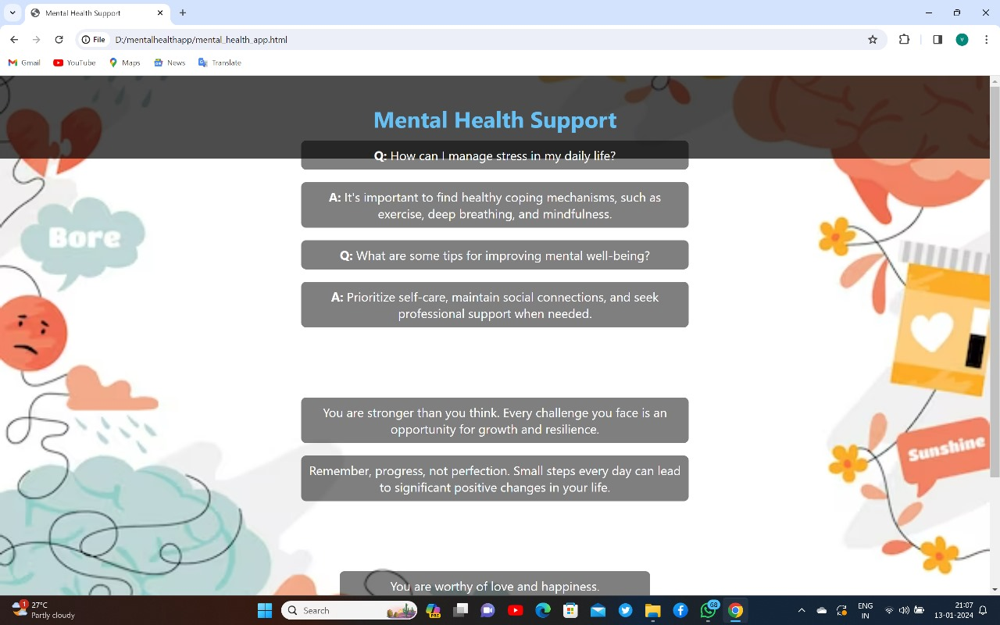 Mental Health Support
File D:/mentalhealthapp/mental_health_app.html V
Gmail YouTube Maps News Translate
Mental Health Support
Q: How can I manage stress in my daily life?
A: It's important to find healthy coping mechanisms, such as
exercise, deep breathing, and mindfulness.
Bore
Q: What are some tips for improving mental well-being?
A: Prioritize self-care, maintain social connections, and seek
professional support when needed.
You are stronger than you think. Every challenge you face is an
opportunity for growth and resilience.
Sunshine
Remember, progress, not perfection. Small steps every day can lead
to significant positive changes in your life.
You are worthy of love and happiness.
1
27°C
Partly cloudy
Search
PRE
68
ENG
IN
21:07
13-01-2024